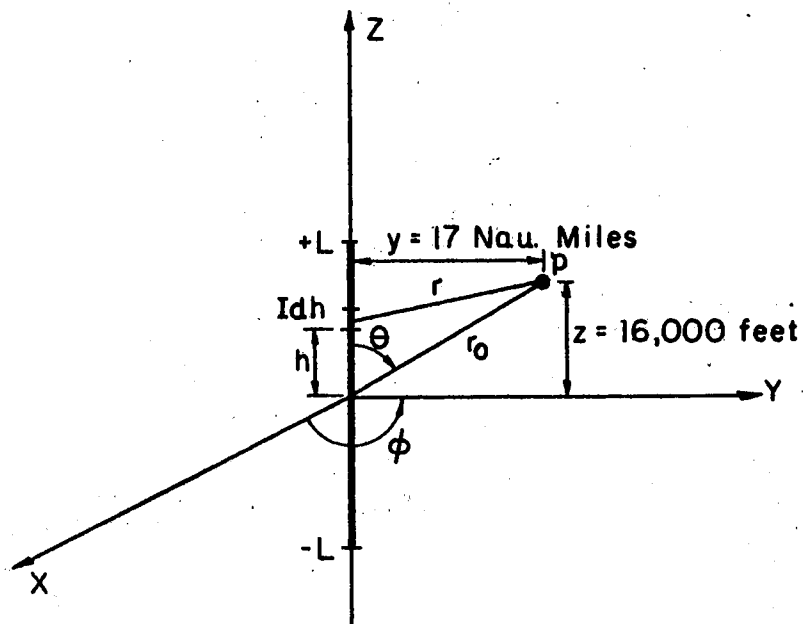 Z
+L
y = 17 Nau. Miles
p
r
Idh
z = 16,000 feet
θ
r₀
h
Y
φ
-L
X